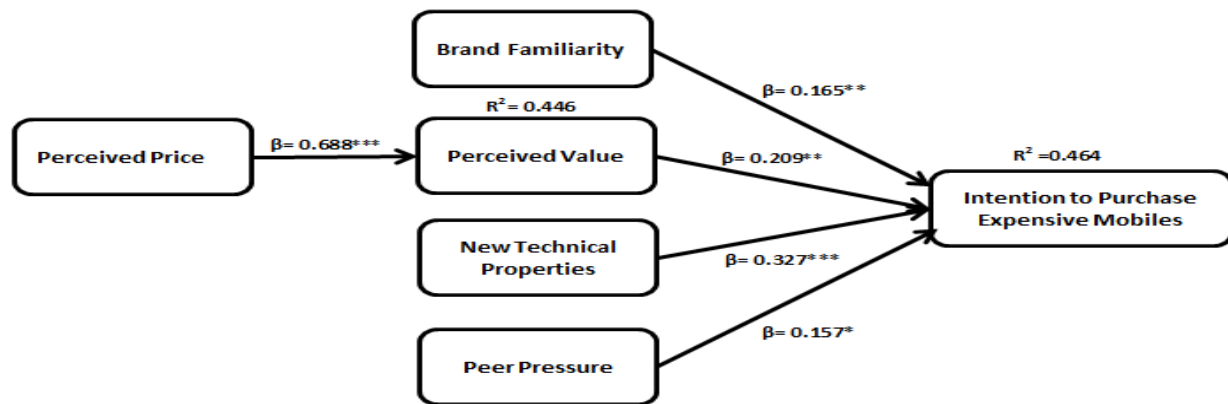 Brand Familiarity
β= 0.165**
R² = 0.446
Perceived Price
β= 0.688***
Perceived Value
β= 0.209**
R² =0.464
Intention to Purchase
Expensive Mobiles
New Technical
Properties
β= 0.327***
Peer Pressure
β= 0.157*